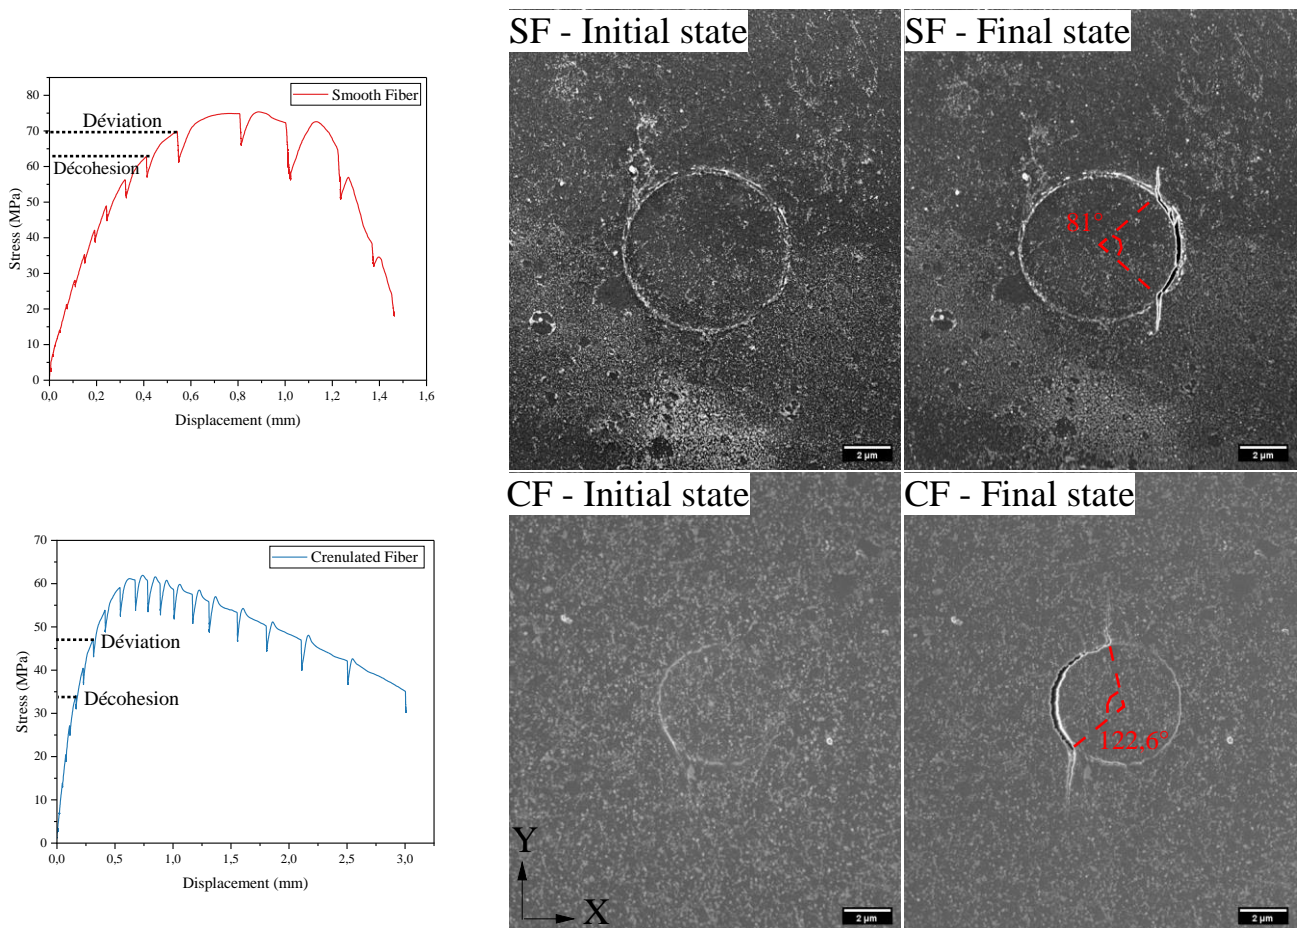 SF - Initial state
SF - Final state
80
70
60
50
40
30
20
10
0
Stress (MPa)
Smooth Fiber
Déviation
Décohesion
0,0 0,2 0,4 0,6 0,8 1,0 1,2 1,4 1,6
Displacement (mm)
81°
2 µm
2 µm
CF - Initial state
CF - Final state
70
60
50
40
30
20
10
0
Stress (MPa)
Crenulated Fiber
Déviation
Décohesion
0,0 0,5 1,0 1,5 2,0 2,5 3,0
Displacement (mm)
122.6°
Y
X
2 µm
2 µm